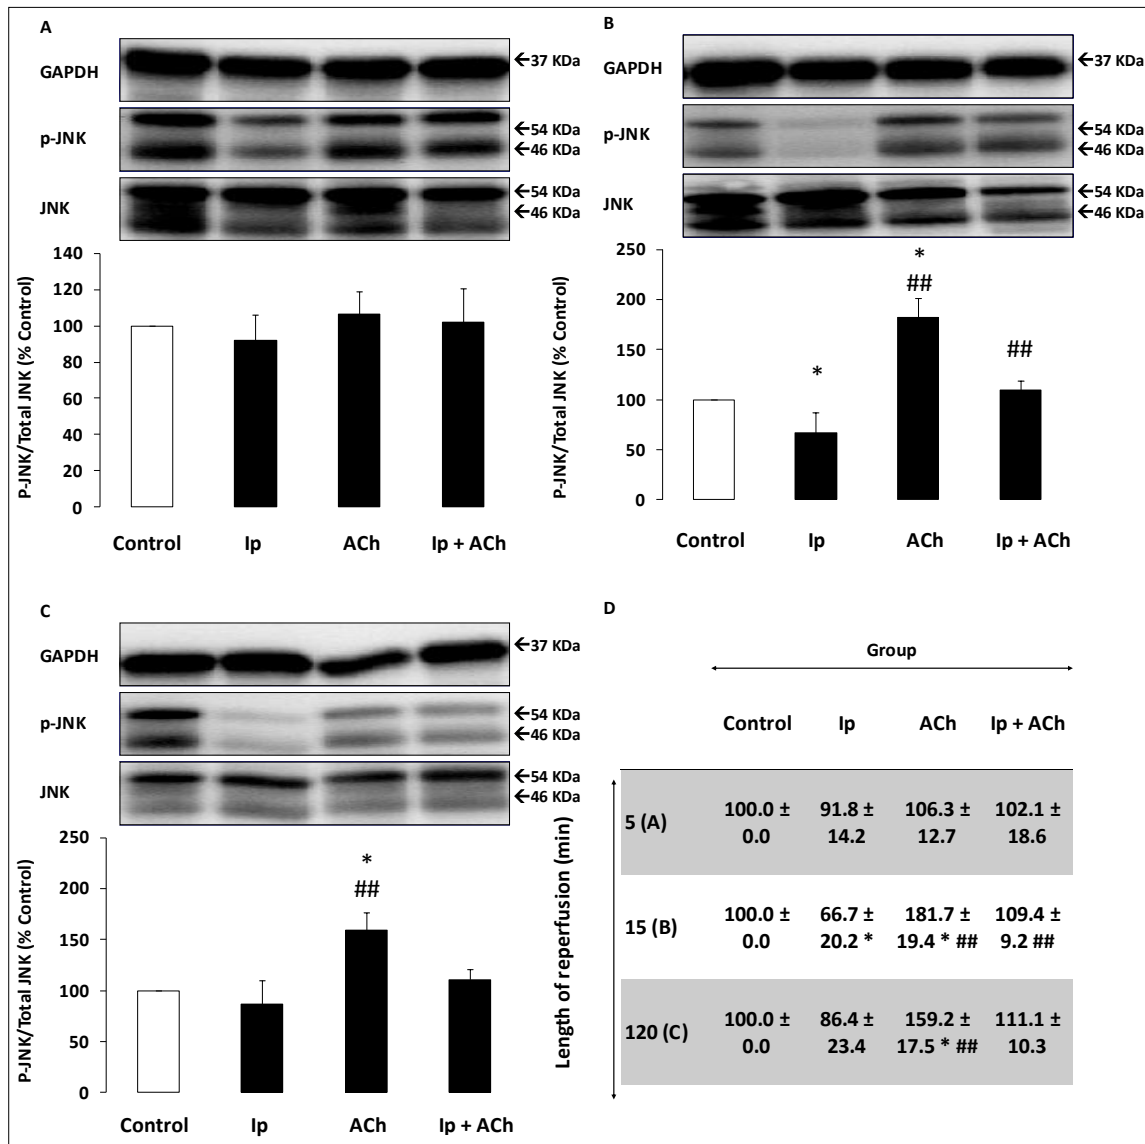 A
GAPDH
←37 KDa
p-JNK
←54 KDa
←46 KDa
JNK
←54 KDa
←46 KDa
P-JNK/Total JNK (% Control)
140
120
100
80
60
40
20
0
Control Ip ACh Ip + ACh
B
GAPDH
←37 KDa
p-JNK
←54 KDa
←46 KDa
JNK
←54 KDa
←46 KDa
P-JNK/Total JNK (% Control)
250
200
150
100
50
0
*
*
##
##
Control Ip ACh Ip + ACh
C
GAPDH
←37 KDa
p-JNK
←54 KDa
←46 KDa
JNK
←54 KDa
←46 KDa
P-JNK/Total JNK (% Control)
250
200
150
100
50
0
*
##
Control Ip ACh Ip + ACh
D
Group
Control Ip ACh Ip + ACh
Length of reperfusion (min)
5 (A) 100.0 ± 91.8 ± 106.3 ± 102.1 ±
0.0 14.2 12.7 18.6
15 (B) 100.0 ± 66.7 ± 181.7 ± 109.4 ±
0.0 20.2 * 19.4 * ## 9.2 ##
120 (C) 100.0 ± 86.4 ± 159.2 ± 111.1 ±
0.0 23.4 17.5 * ## 10.3